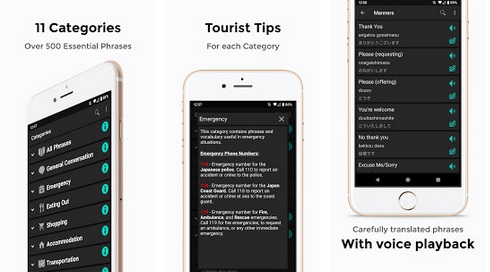 11 Categories
Over 500 Essential Phrases
Categories
All Phrases
General Conversation
Emergency
Eating Out
Shopping
Accommodation
Transportation
Tourist Tips
For each Category
12:57
Emergency
This category contains phrases and
vocabulary useful in emergency
situations.
Emergency Phone Numbers:
110 - Emergency number for the
Japanese police. Call 110 to report an
accident or crime to the police.
118 - Emergency number for the Japan
Coast Guard. Call 118 to report an
accident or crime at sea to the coast
guard.
119 - Emergency number for Fire,
Ambulance, and Rescue emergencies.
Call 119 for fire emergencies, to request
an ambulance, or any other immediate
emergency.
Manners
Thank You
arigatou gozaimasu
ありがとうございます
Please (requesting)
onegaishimasu
おねがいします
Please (offering)
douzo
どうぞ
You're welcome
douitashimashite
どういたしまして
No thank you
kekkou desu
結構です
Excuse Me/Sorry
Carefully translated phrases
With voice playback